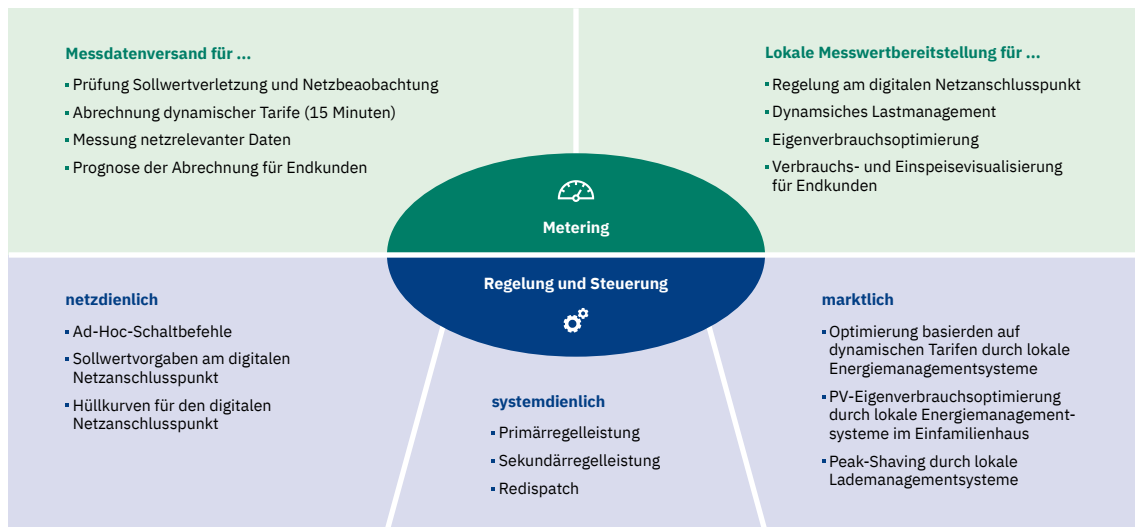 Messdatenversand für ...
▪ Prüfung Sollwertverletzung und Netzbeobachtung
▪ Abrechnung dynamischer Tarife (15 Minuten)
▪ Messung netzrelevanter Daten
▪ Prognose der Abrechnung für Endkunden
Lokale Messwertbereitstellung für ...
▪ Regelung am digitalen Netzanschlusspunkt
▪ Dynamsiches Lastmanagement
▪ Eigenverbrauchsoptimierung
▪ Verbrauchs- und Einspeisevisualisierung
für Endkunden
Metering
Regelung und Steuerung
netzdienlich
▪ Ad-Hoc-Schaltbefehle
▪ Sollwertvorgaben am digitalen
Netzanschlusspunkt
▪ Hüllkurven für den digitalen
Netzanschlusspunkt
systemdienlich
▪ Primärregelleistung
▪ Sekundärregelleistung
▪ Redispatch
marktlich
▪ Optimierung basierden auf
dynamischen Tarifen durch lokale
Energiemanagementsysteme
▪ PV-Eigenverbrauchsoptimierung
durch lokale Energiemanagement-
systeme im Einfamilienhaus
▪ Peak-Shaving durch lokale
Lademanagementsysteme